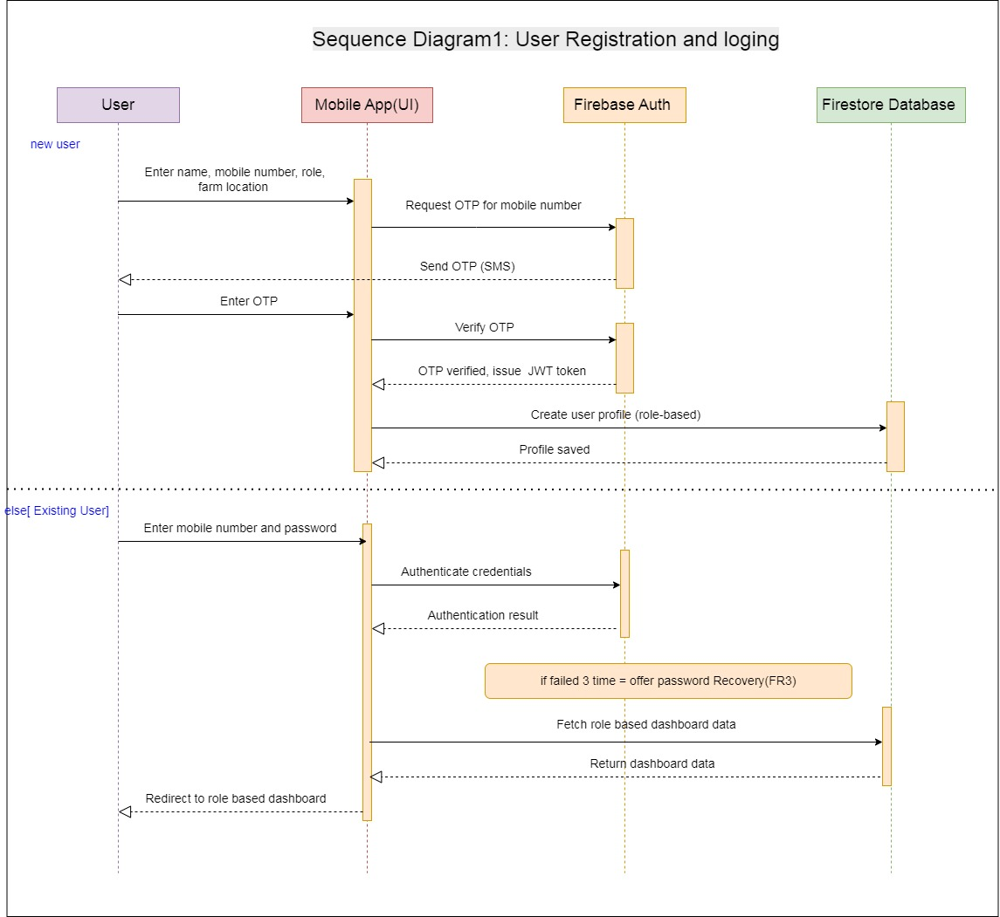 Sequence Diagram1: User Registration and loging
User
Mobile App(UI)
Firebase Auth
Firestore Database
new user
Enter name, mobile number, role,
farm location
Request OTP for mobile number
Send OTP (SMS)
Enter OTP
Verify OTP
OTP verified, issue  JWT token
Create user profile (role-based)
Profile saved
else[ Existing User]
Enter mobile number and password
Authenticate credentials
Authentication result
if failed 3 time = offer password Recovery(FR3)
Fetch role based dashboard data
Return dashboard data
Redirect to role based dashboard